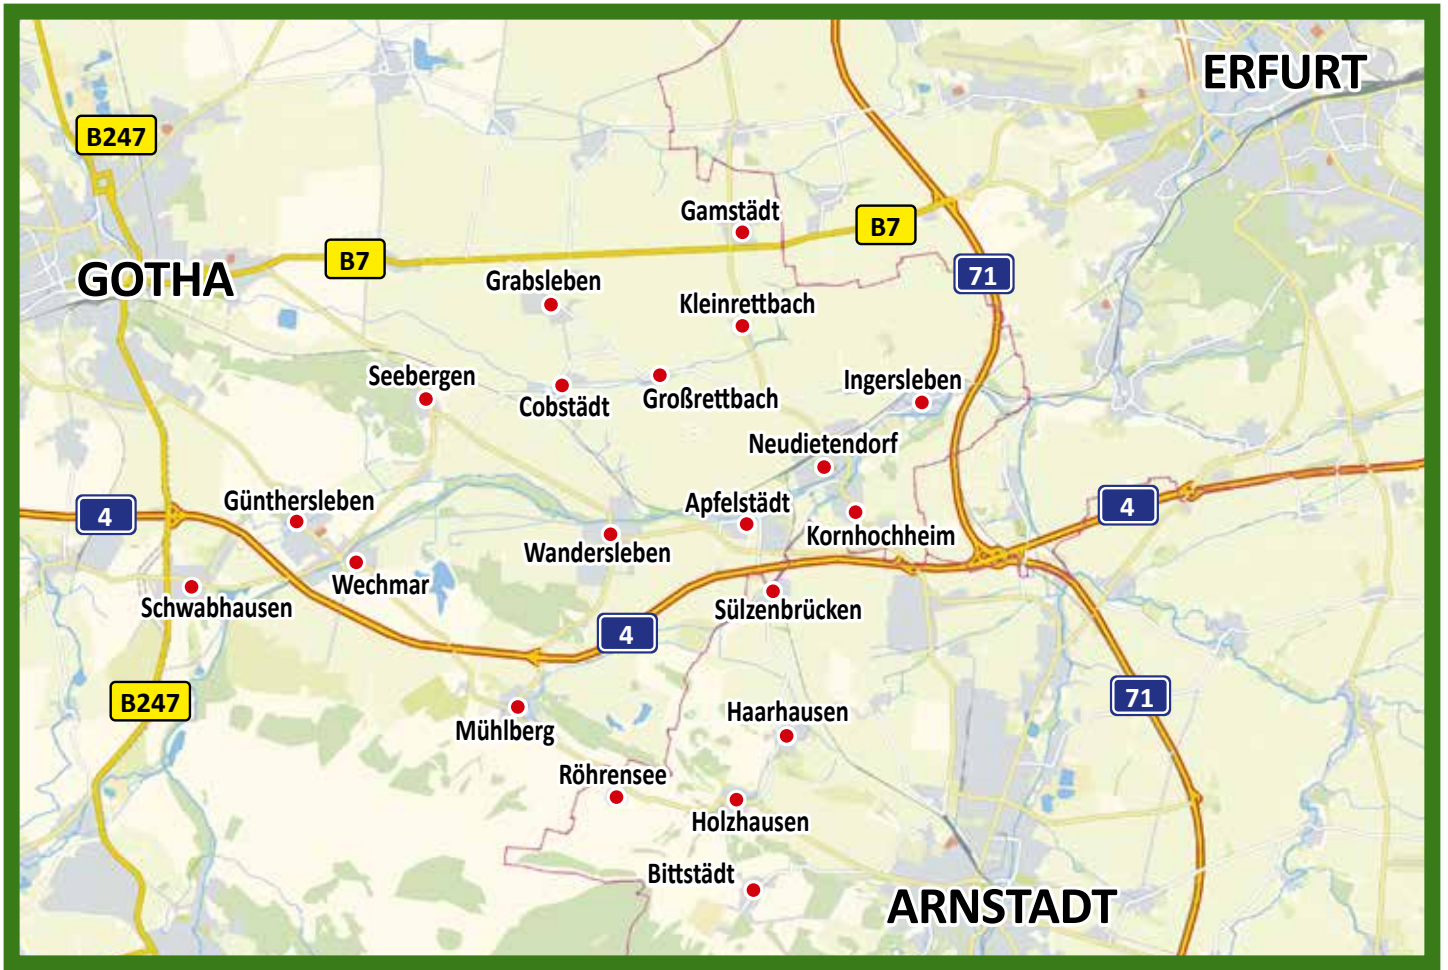 ERFURT
B247
Gamstädt
B7
B7
71
GOTHA
Grabsleben
Kleinrettbach
Seebergen
Cobstädt
Großrettbach
Ingersleben
Neudietendorf
Günthersleben
4
Apfelstädt
4
Kornhochheim
Wandersleben
Wechmar
Schwabhausen
Sülzenbrücken
4
B247
71
Mühlberg
Haarhausen
Röhrensee
Holzhausen
Bittstädt
ARNSTADT